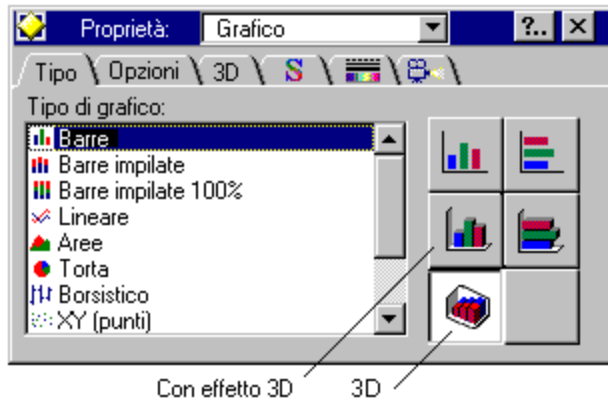 Proprietà: Grafico ?..
Tipo Opzioni 3D S
Tipo di grafico:
Barre
Barre impilate
Barre impilate 100%
Lineare
Aree
Torta
Borsistico
XY (punti)
Con effetto 3D 3D